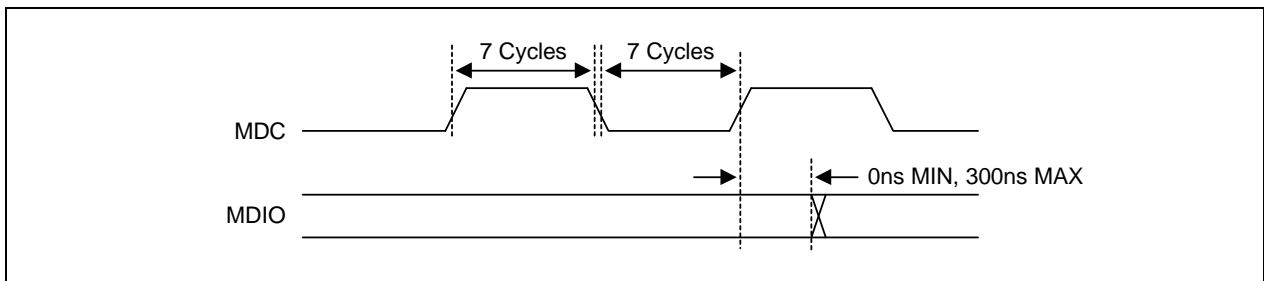 7 Cycles 7 Cycles
MDC
0ns MIN, 300ns MAX
MDIO